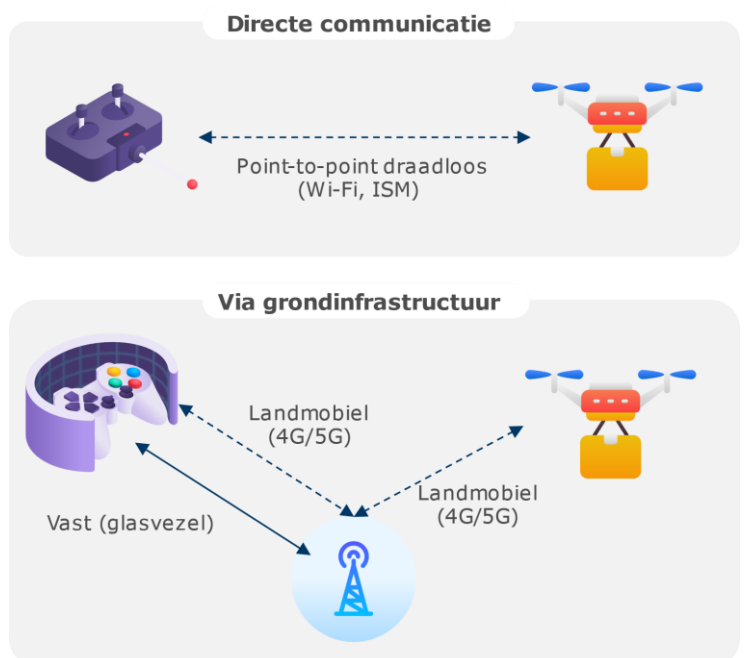 Directe communicatie
Point-to-point draadloos
(Wi-Fi, ISM)
Via grondinfrastructuur
Landmobiel
(4G/5G)
Landmobiel
(4G/5G)
Vast (glasvezel)